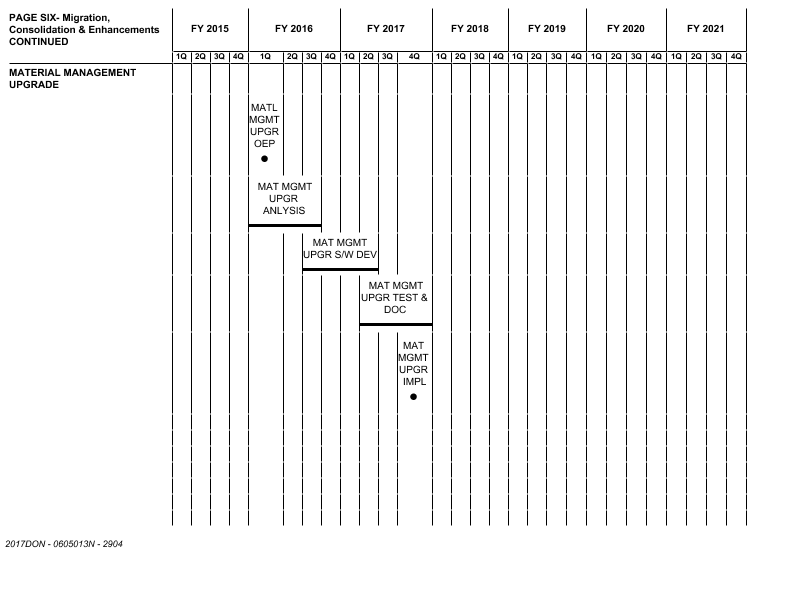 PAGE SIX- Migration,
Consolidation & Enhancements
CONTINUED
FY 2015 FY 2016 FY 2017 FY 2018 FY 2019 FY 2020 FY 2021
1Q 2Q 3Q 4Q 1Q 2Q 3Q 4Q 1Q 2Q 3Q 4Q 1Q 2Q 3Q 4Q 1Q 2Q 3Q 4Q 1Q 2Q 3Q 4Q 1Q 2Q 3Q 4Q
MATERIAL MANAGEMENT
UPGRADE
MATL
MGMT
UPGR
OEP
MAT MGMT
UPGR
ANLYSIS
MAT MGMT
UPGR S/W DEV
MAT MGMT
UPGR TEST &
DOC
MAT
MGMT
UPGR
IMPL
2017DON - 0605013N - 2904